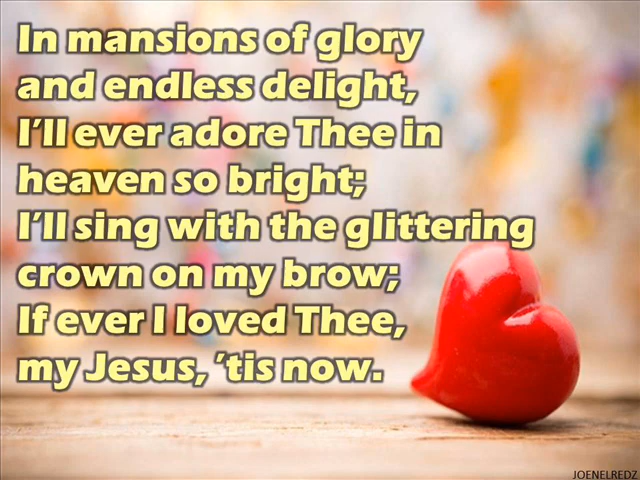 In mansions of glory
and endless delight,
I'll ever adore Thee in
heaven so bright;
I'll sing with the glittering
crown on my brow;
If ever I loved Thee,
my Jesus, 'tis now.
JOENELREDZ